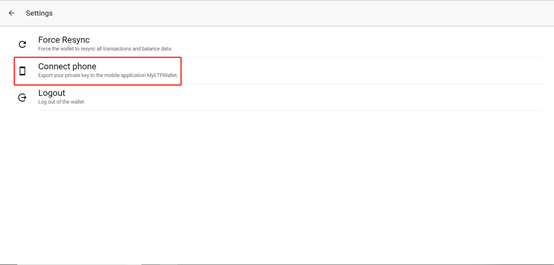 Settings
Force Resync
Force the wallet to resync all transactions and balance data.
Connect phone
Export your private key to the mobile application MyETPWallet.
Logout
Log out of the wallet